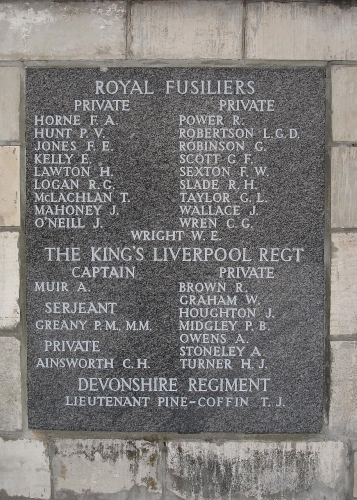 ROYAL FUSILIERS
PRIVATE PRIVATE
HORNE F. A. POWER R.
HUNT P. V. ROBERTSON L.G.D.
JONES F. E. ROBINSON G.
KELLY E. SCOTT G. F.
LAWTON H. SEXTON F. W.
LOGAN R. G. SLADE R. H.
McLACHLAN T. TAYLOR G. L.
MAHONEY J. WALLACE J.
O'NEILL J. WREN C. G.
WRIGHT W. E.
THE KING'S LIVERPOOL REGT
CAPTAIN PRIVATE
MUIR A. BROWN R.
GRAHAM W.
SERJEANT HOUGHTON J.
GREANY P.M., M.M. MIDGLEY P. B.
PRIVATE OWENS A.
STONELEY A
AINSWORTH C. H. TURNER H. J.
DEVONSHIRE REGIMENT
LIEUTENANT PINE-COFFIN T. J.